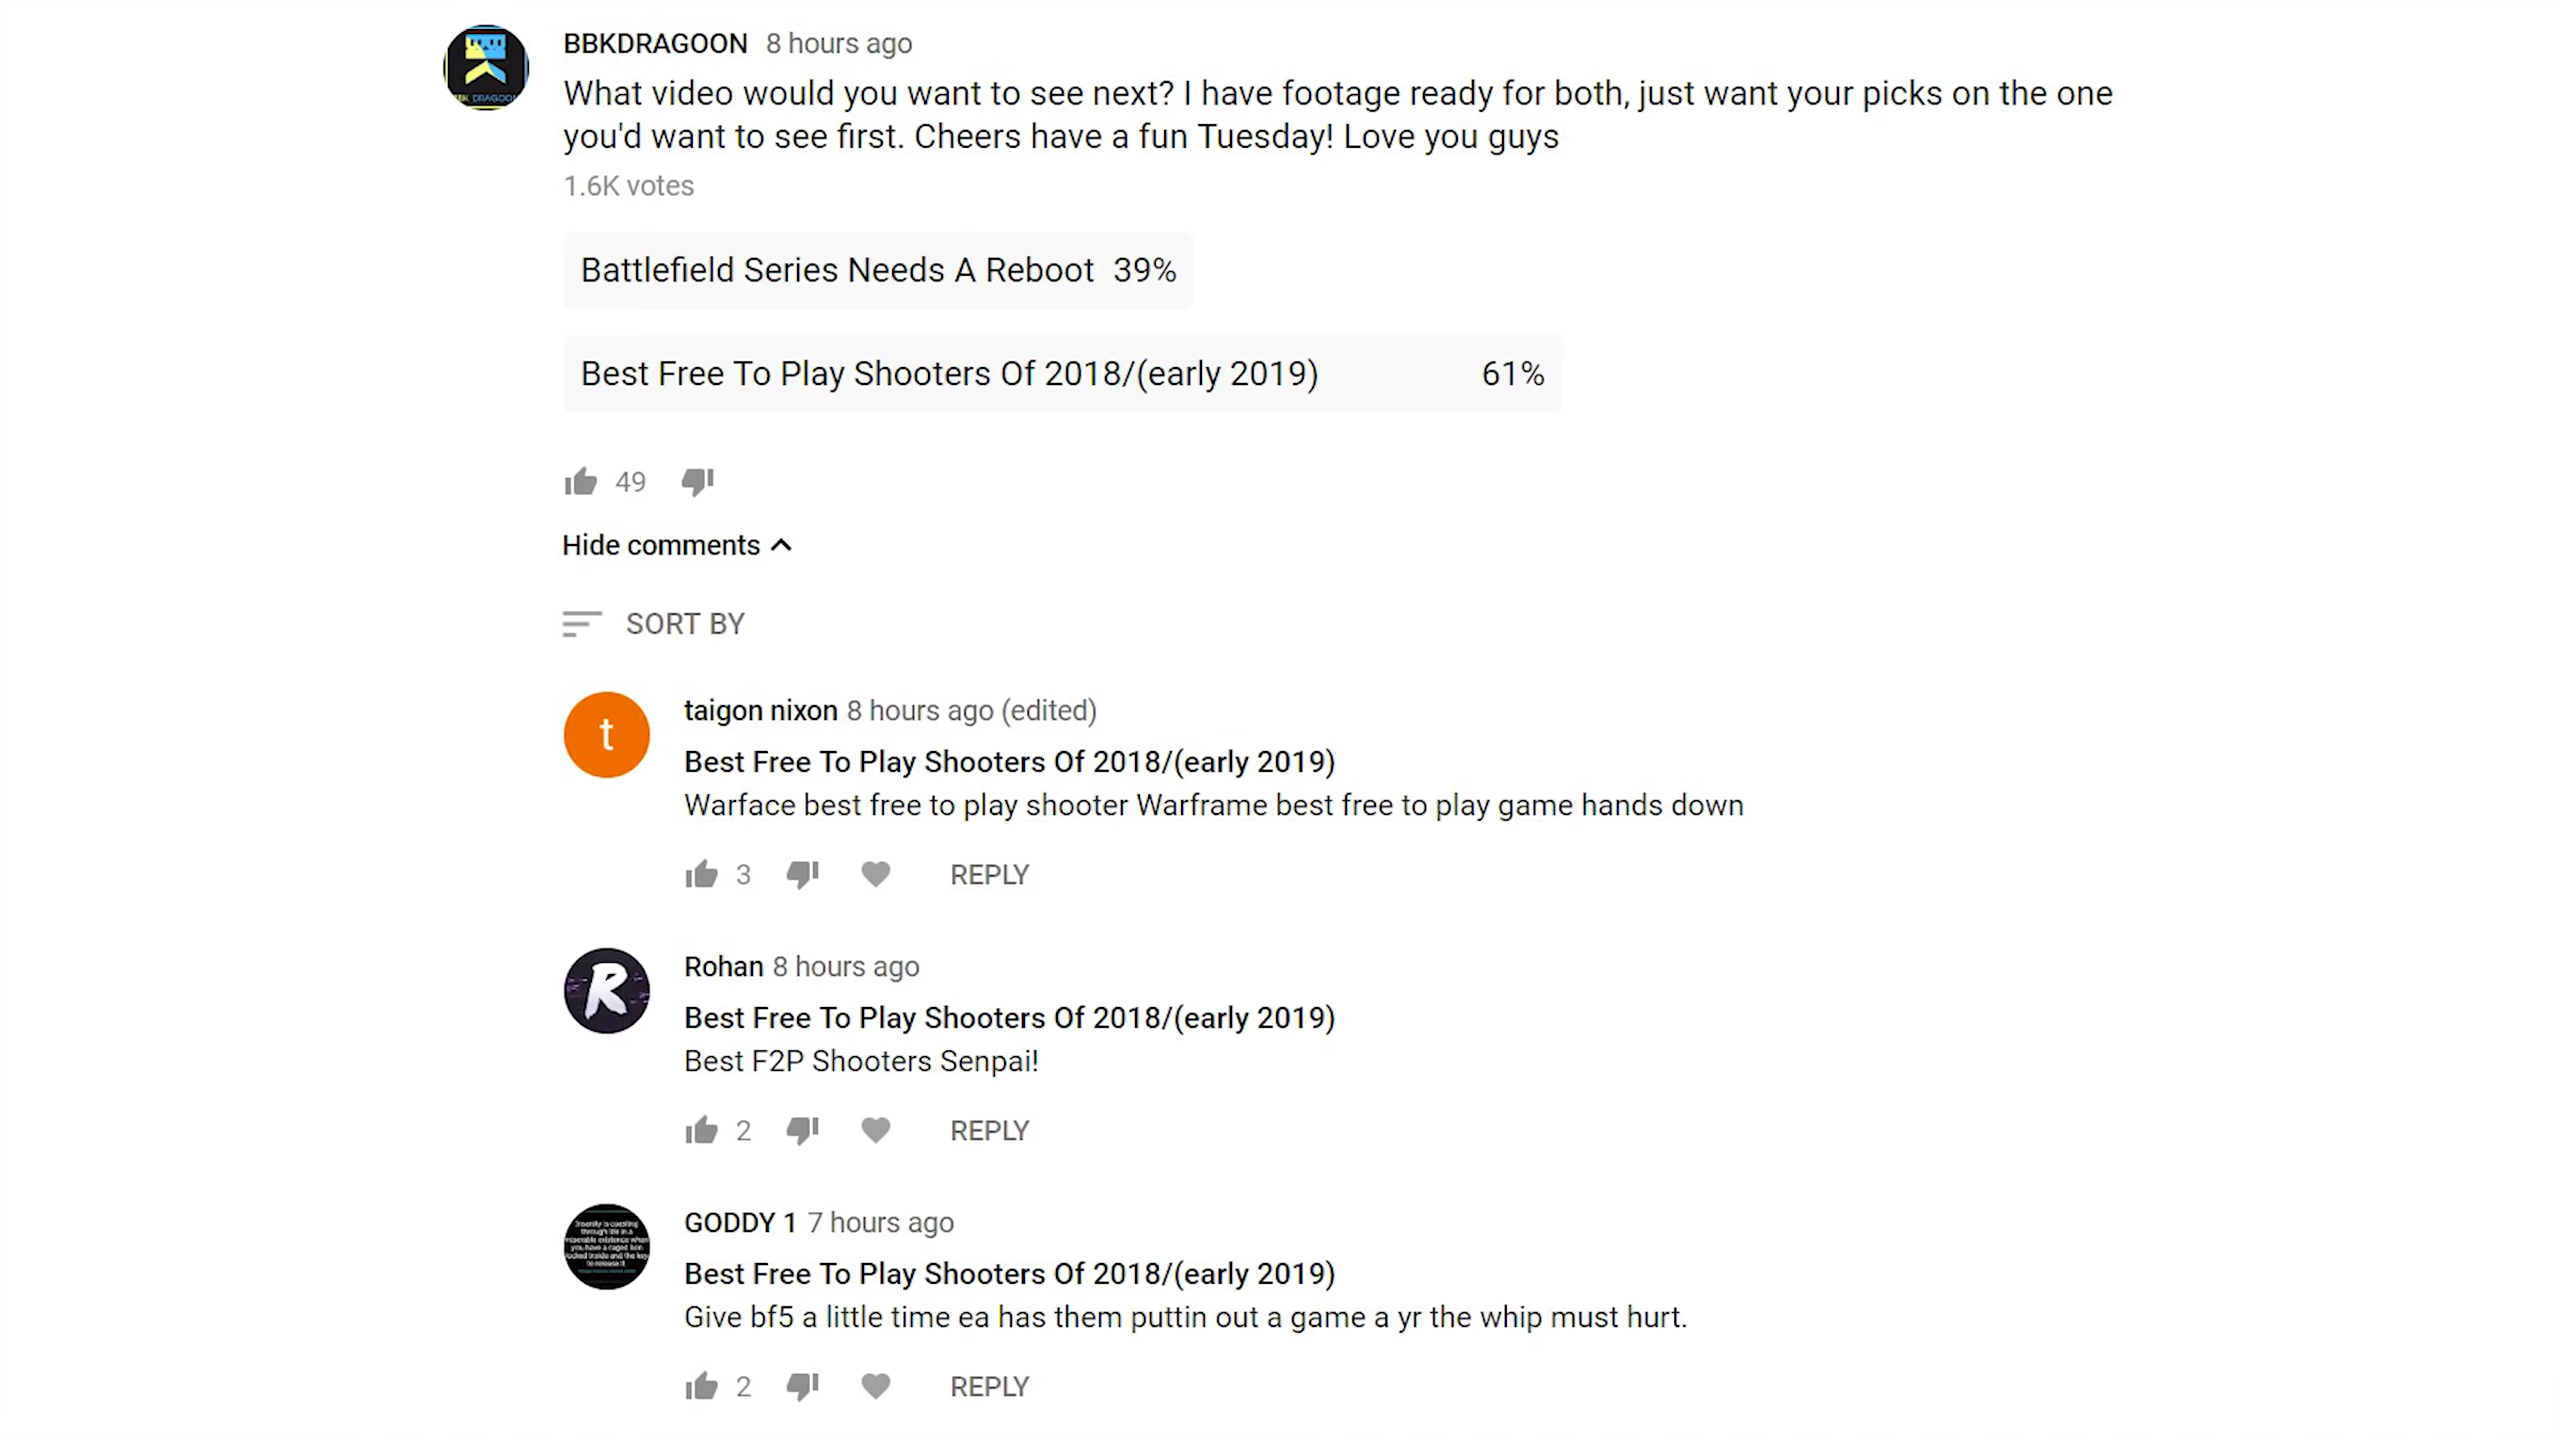 BBKDRAGOON 8 hours ago
What video would you want to see next? I have footage ready for both, just want your picks on the one
you'd want to see first. Cheers have a fun Tuesday! Love you guys
1.6K votes
Battlefield Series Needs A Reboot 39%
Best Free To Play Shooters Of 2018/(early 2019) 61%
49
Hide comments
SORT BY
t
taigon nixon 8 hours ago (edited)
Best Free To Play Shooters Of 2018/(early 2019)
Warface best free to play shooter Warframe best free to play game hands down
3 REPLY
R
Rohan 8 hours ago
Best Free To Play Shooters Of 2018/(early 2019)
Best F2P Shooters Senpai!
2 REPLY
GODDY 1 7 hours ago
Best Free To Play Shooters Of 2018/(early 2019)
Give bf5 a little time ea has them puttin out a game a yr the whip must hurt.
2 REPLY